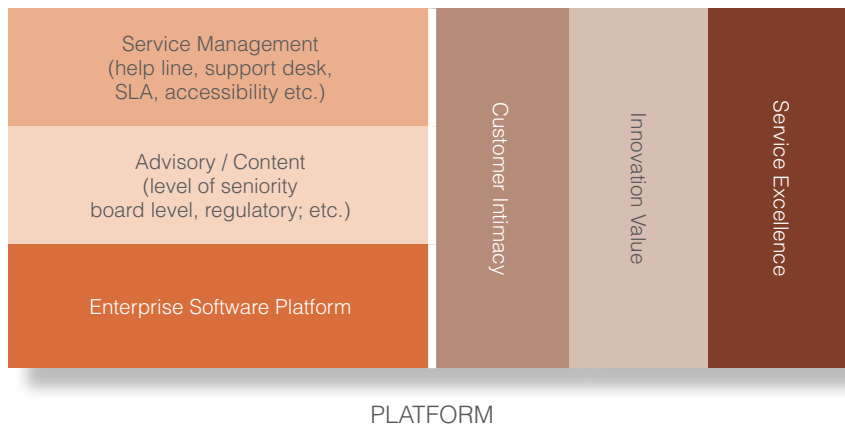 Service Management
(help line, support desk,
SLA, accessibility etc.)
Advisory / Content
(level of seniority
board level, regulatory; etc.)
Enterprise Software Platform
Customer Intimacy
Innovation Value
Service Excellence
PLATFORM